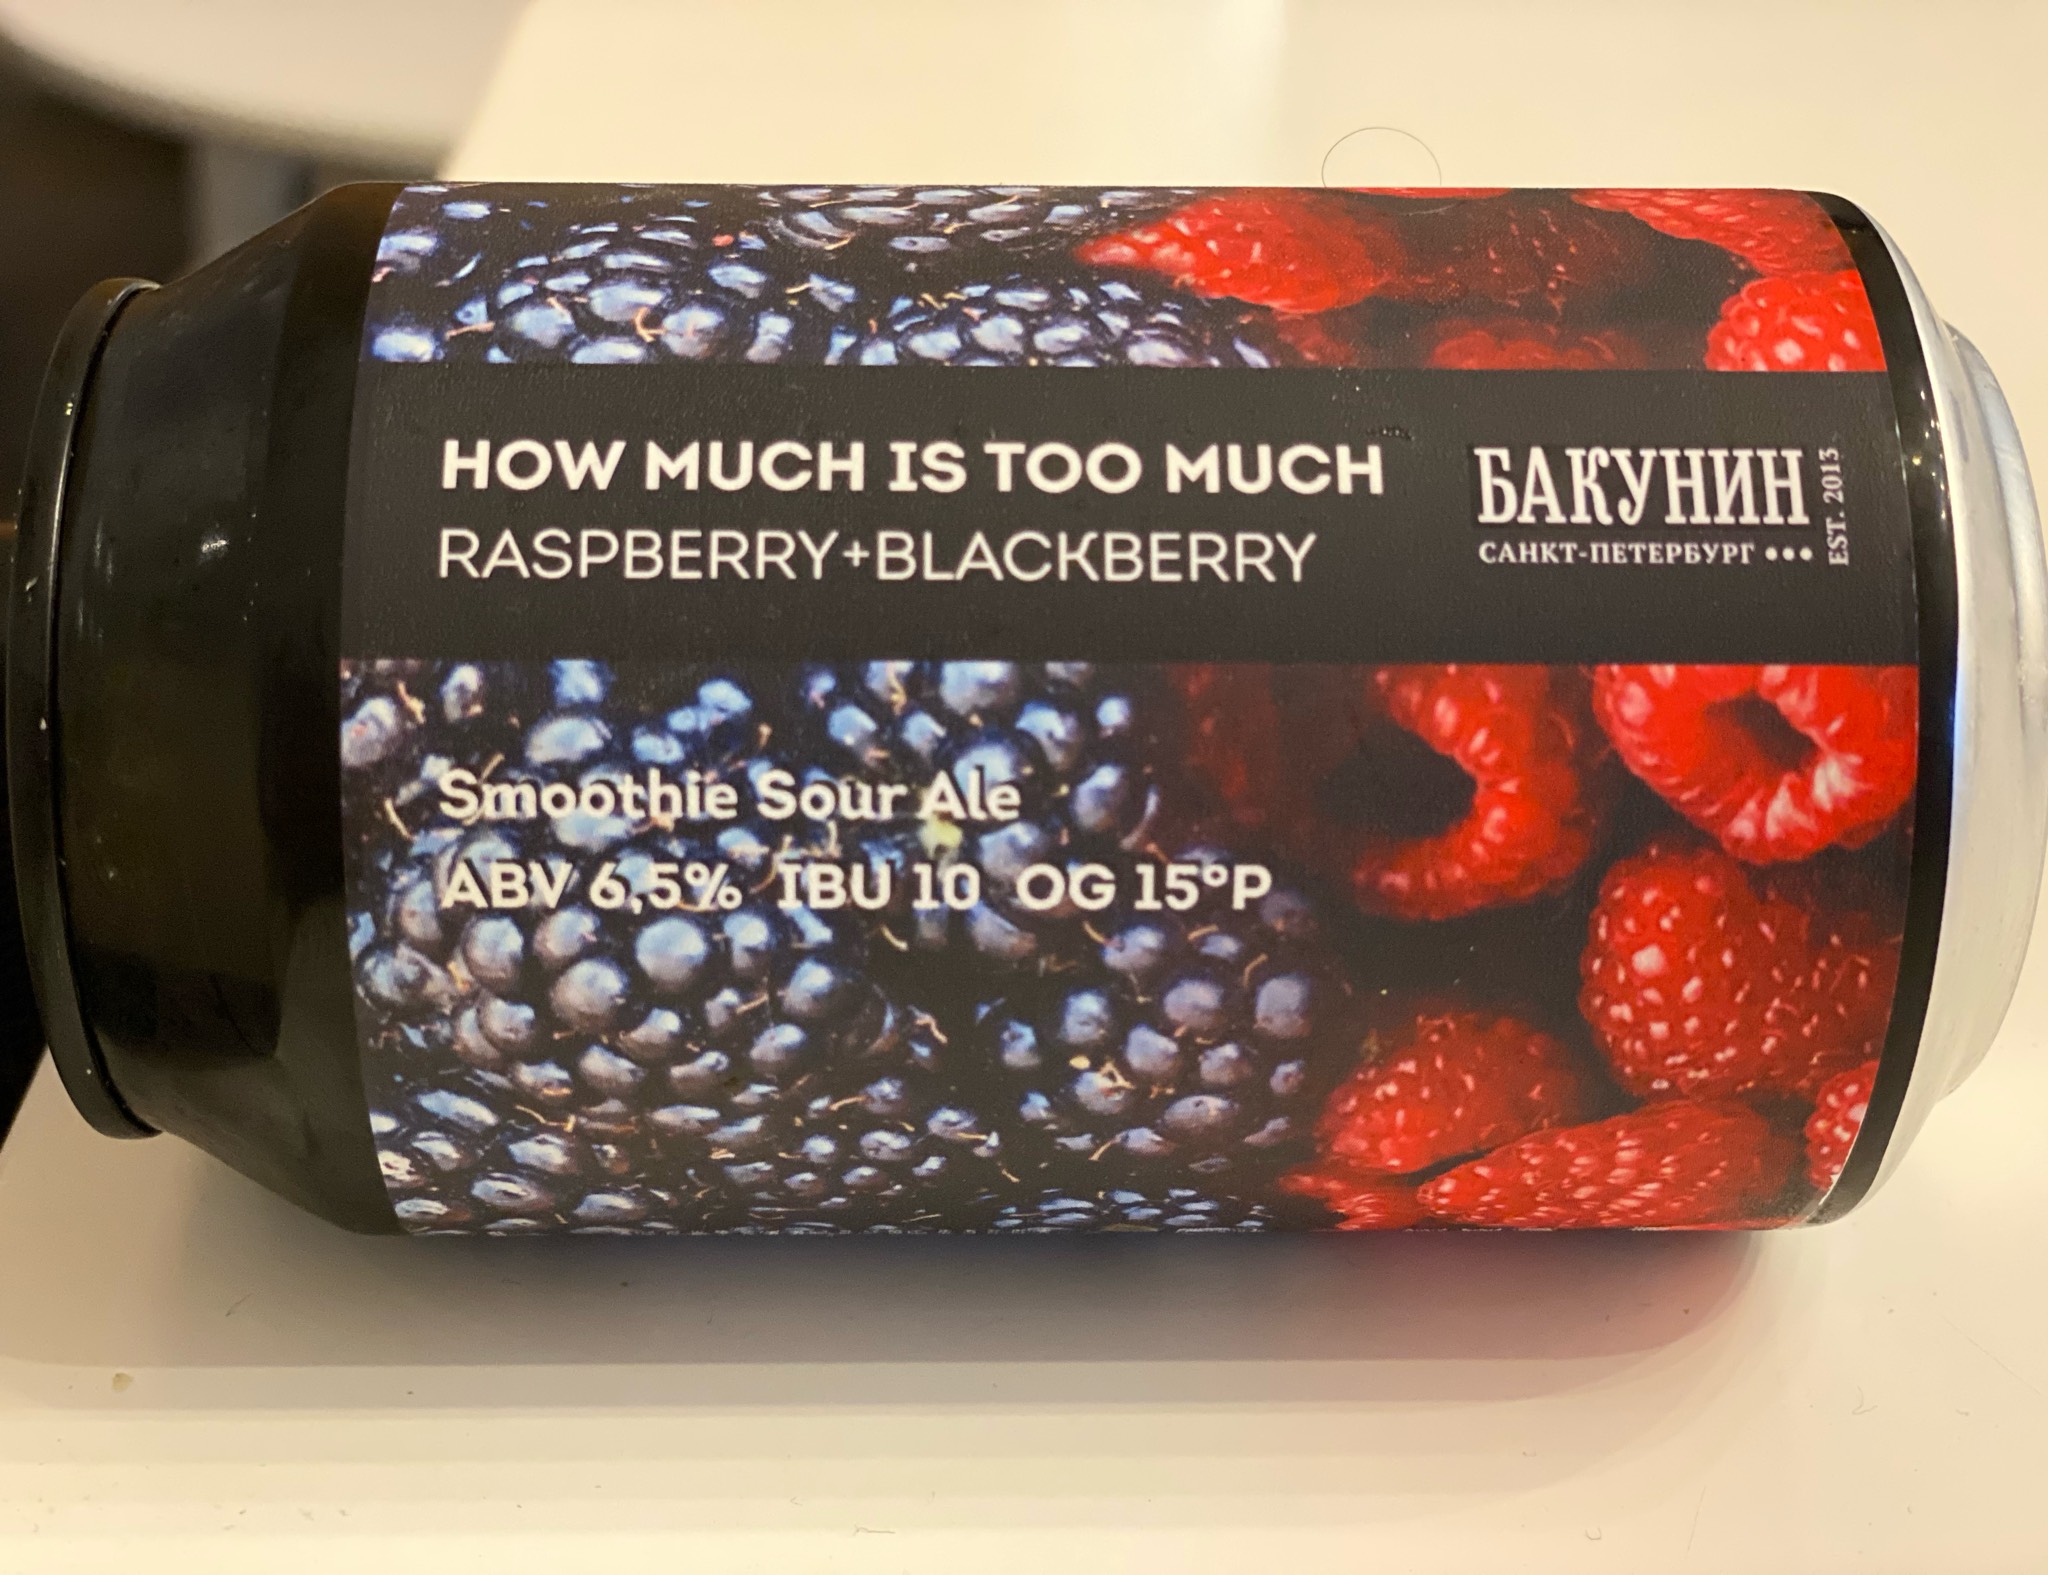 HOW MUCH IS TOO MUCH
RASPBERRY+BLACKBERRY
БАКУНИН
САНКТ-ПЕТЕРБУРГ •••
EST. 2013
Smoothie Sour Ale
ABV 6,5% IBU 10 OG 15°P